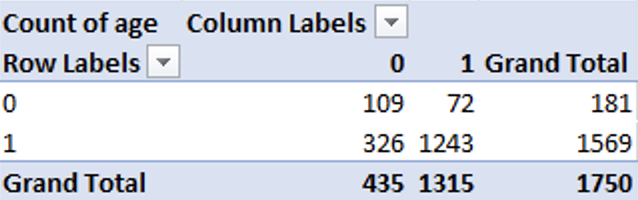 Count of age Column Labels
Row Labels 0 1 Grand Total
0 109 72 181
1 326 1243 1569
Grand Total 435 1315 1750